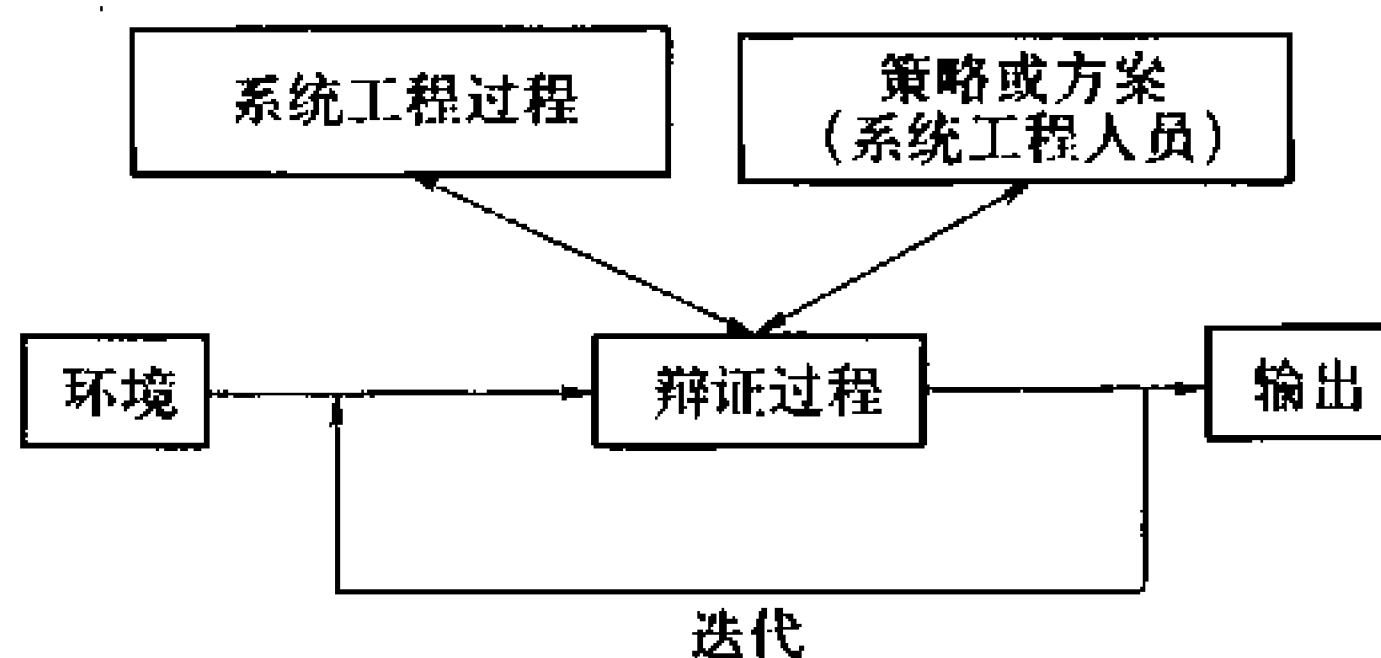 系统工程过程
策略或方案
(系统工程人员)
环境
辩证过程
输出
迭代